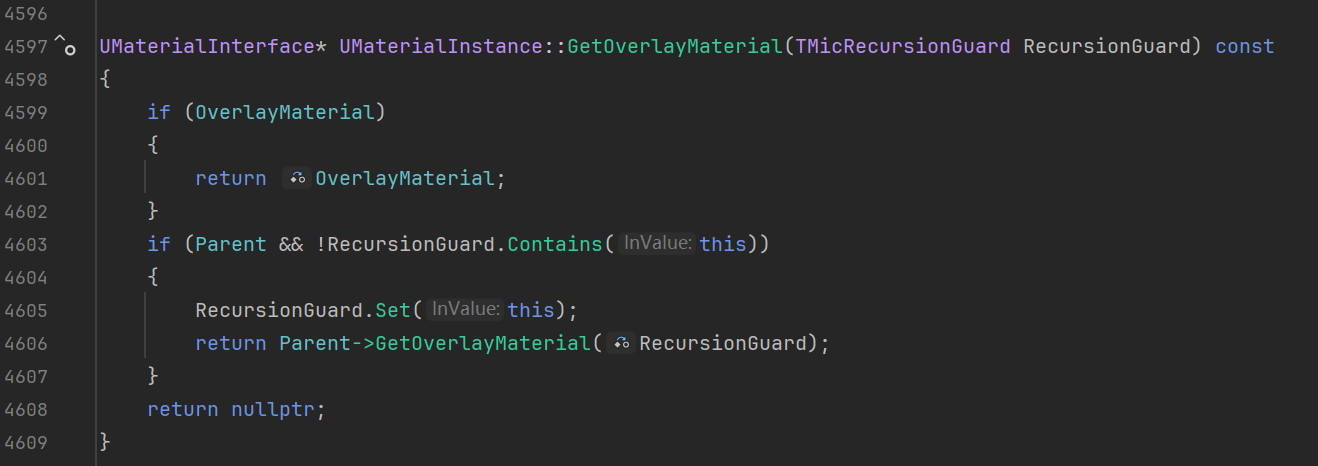 4596
4597 UMaterialInterface* UMaterialInstance::GetOverlayMaterial(TMicRecursionGuard RecursionGuard) const
4598 {
4599     if (OverlayMaterial)
4600     {
4601         return OverlayMaterial;
4602     }
4603     if (Parent && !RecursionGuard.Contains( InValue: this))
4604     {
4605         RecursionGuard.Set( InValue: this);
4606         return Parent->GetOverlayMaterial( RecursionGuard);
4607     }
4608     return nullptr;
4609 }